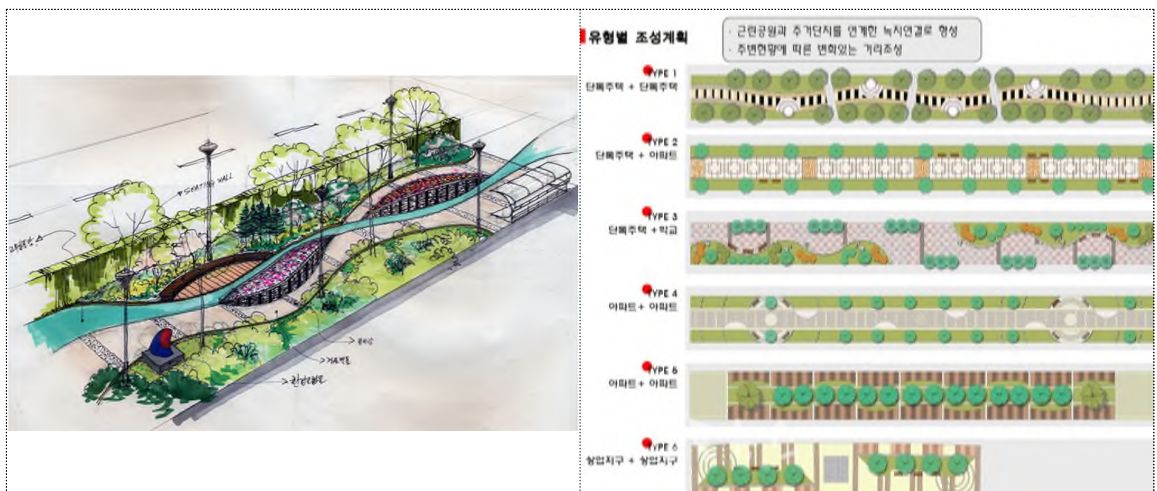 SEATING WALL
유형별 조성계획
· 근린공원과 주거단지를 연계한 녹지연결로 형성
· 주변현황에 따른 변화있는 거리조성
TYPE 1
단독주택 + 단독주택
TYPE 2
단독주택 + 아파트
TYPE 3
단독주택 +학교
TYPE 4
아파트+ 아파트
TYPE 5
아파트+ 아파트
TYPE 6
상업지구 + 상업지구